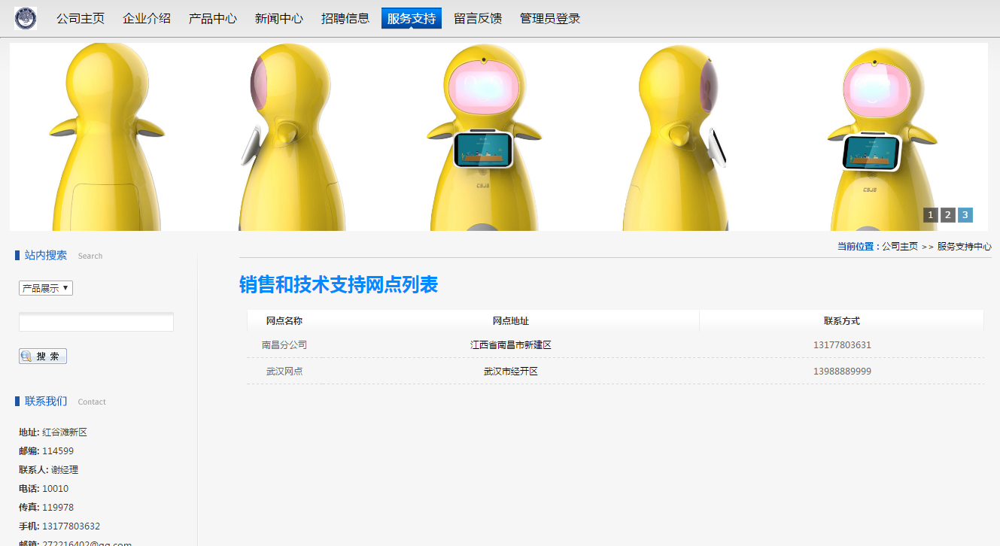 公司主页 企业介绍 产品中心 新闻中心 招聘信息 服务支持 留言反馈 管理员登录
CSJB
CSJB
1 2 3
当前位置：公司主页 >> 服务支持中心
站内搜索 Search
产品展示
搜 索
联系我们 Contact
地址: 红谷滩新区
邮编: 114599
联系人: 谢经理
电话: 10010
传真: 119978
手机: 13177803632
邮箱: 272216402@qq.com
销售和技术支持网点列表
网点名称 网点地址 联系方式
南昌分公司 江西省南昌市新建区 13177803631
武汉网点 武汉市经开区 13988889999